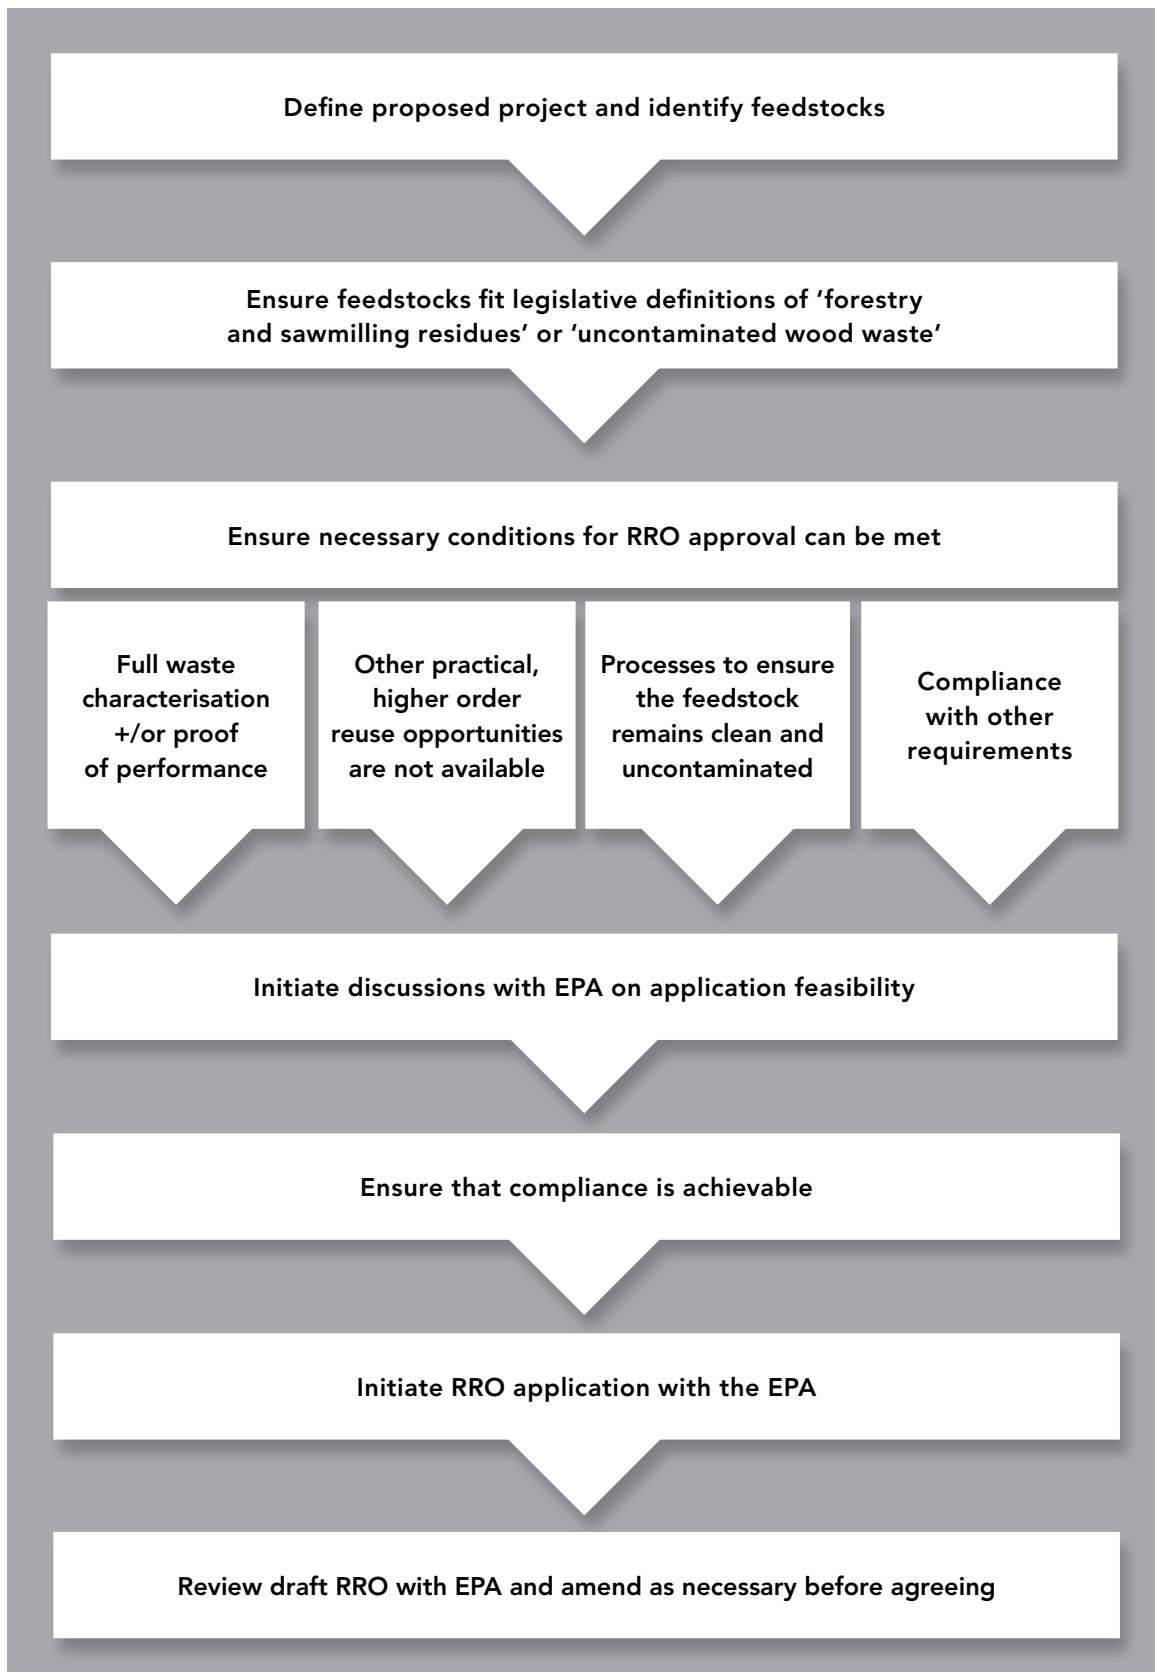 Define proposed project and identify feedstocks
Ensure feedstocks fit legislative definitions of ‘forestry
and sawmilling residues’ or ‘uncontaminated wood waste’
Ensure necessary conditions for RRO approval can be met
Full waste
characterisation
+/or proof
of performance
Other practical,
higher order
reuse opportunities
are not available
Processes to ensure
the feedstock
remains clean and
uncontaminated
Compliance
with other
requirements
Initiate discussions with EPA on application feasibility
Ensure that compliance is achievable
Initiate RRO application with the EPA
Review draft RRO with EPA and amend as necessary before agreeing